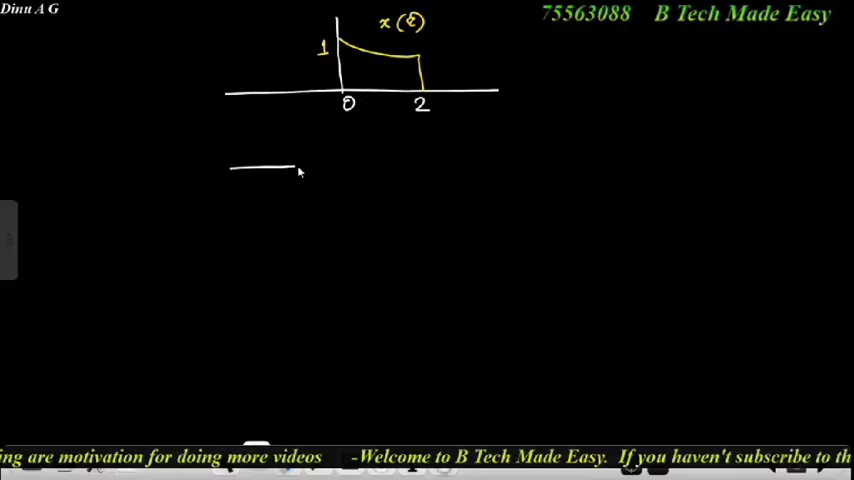 Dinu A G
75563088 B Tech Made Easy
x(τ)
1
0
2
ing are motivation for doing more videos -Welcome to B Tech Made Easy. If you haven't subscribe to th